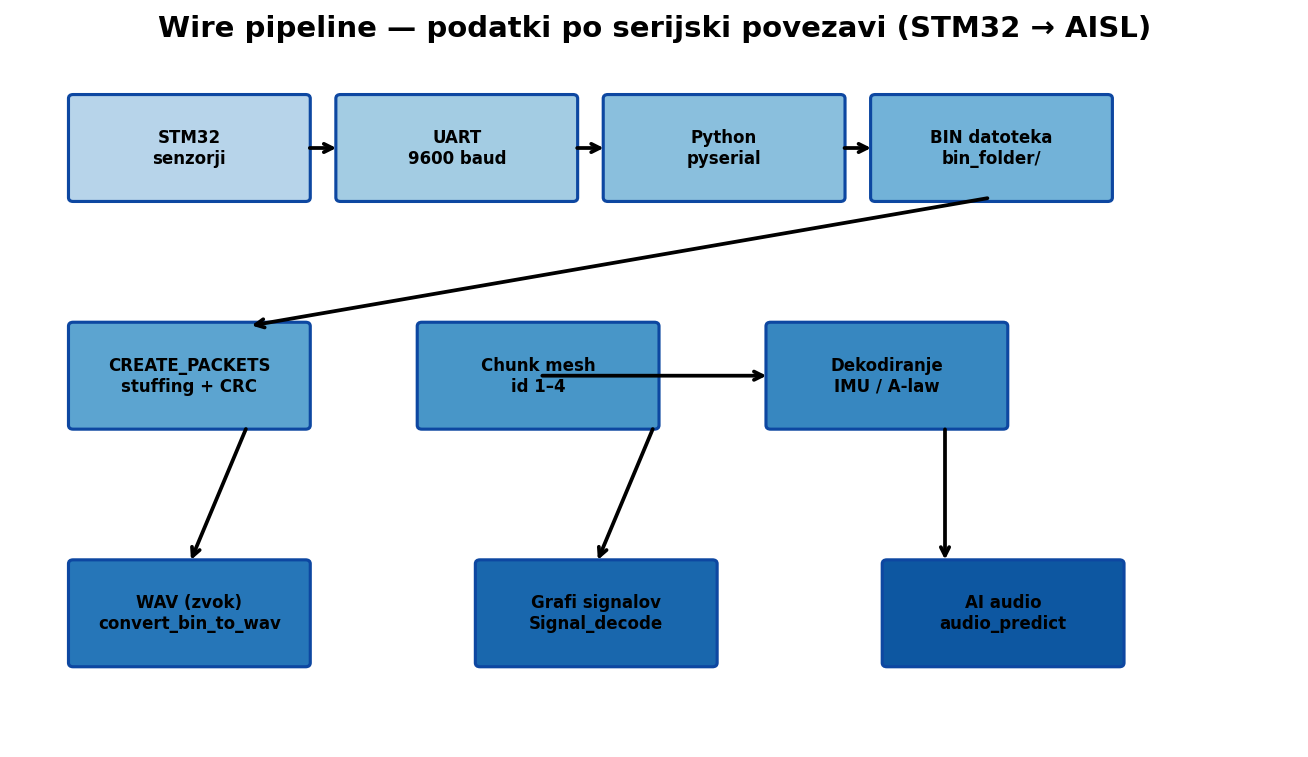 Wire pipeline — podatki po serijski povezavi (STM32 → AISL)
STM32
senzorji
UART
9600 baud
Python
pyserial
BIN datoteka
bin_folder/
CREATE_PACKETS
stuffing + CRC
Chunk mesh
id 1–4
Dekodiranje
IMU / A-law
WAV (zvok)
convert_bin_to_wav
Grafi signalov
Signal_decode
AI audio
audio_predict